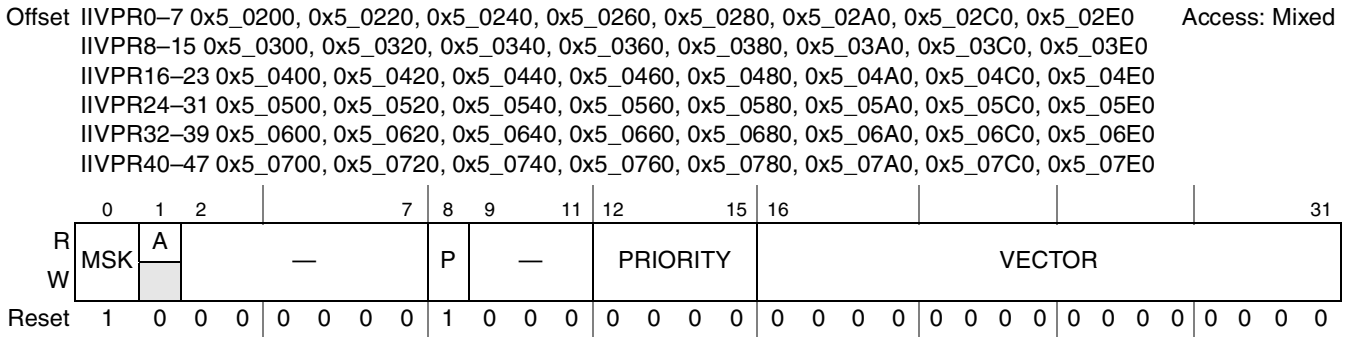 Offset IIVPR0–7 0x5_0200, 0x5_0220, 0x5_0240, 0x5_0260, 0x5_0280, 0x5_02A0, 0x5_02C0, 0x5_02E0 Access: Mixed
IIVPR8–15 0x5_0300, 0x5_0320, 0x5_0340, 0x5_0360, 0x5_0380, 0x5_03A0, 0x5_03C0, 0x5_03E0
IIVPR16–23 0x5_0400, 0x5_0420, 0x5_0440, 0x5_0460, 0x5_0480, 0x5_04A0, 0x5_04C0, 0x5_04E0
IIVPR24–31 0x5_0500, 0x5_0520, 0x5_0540, 0x5_0560, 0x5_0580, 0x5_05A0, 0x5_05C0, 0x5_05E0
IIVPR32–39 0x5_0600, 0x5_0620, 0x5_0640, 0x5_0660, 0x5_0680, 0x5_06A0, 0x5_06C0, 0x5_06E0
IIVPR40–47 0x5_0700, 0x5_0720, 0x5_0740, 0x5_0760, 0x5_0780, 0x5_07A0, 0x5_07C0, 0x5_07E0
0 1 2 7 8 9 11 12 15 16 31
R A
MSK — P — PRIORITY VECTOR
W
Reset 1 0 0 0 0 0 0 0 1 0 0 0 0 0 0 0 0 0 0 0 0 0 0 0 0 0 0 0 0 0 0 0